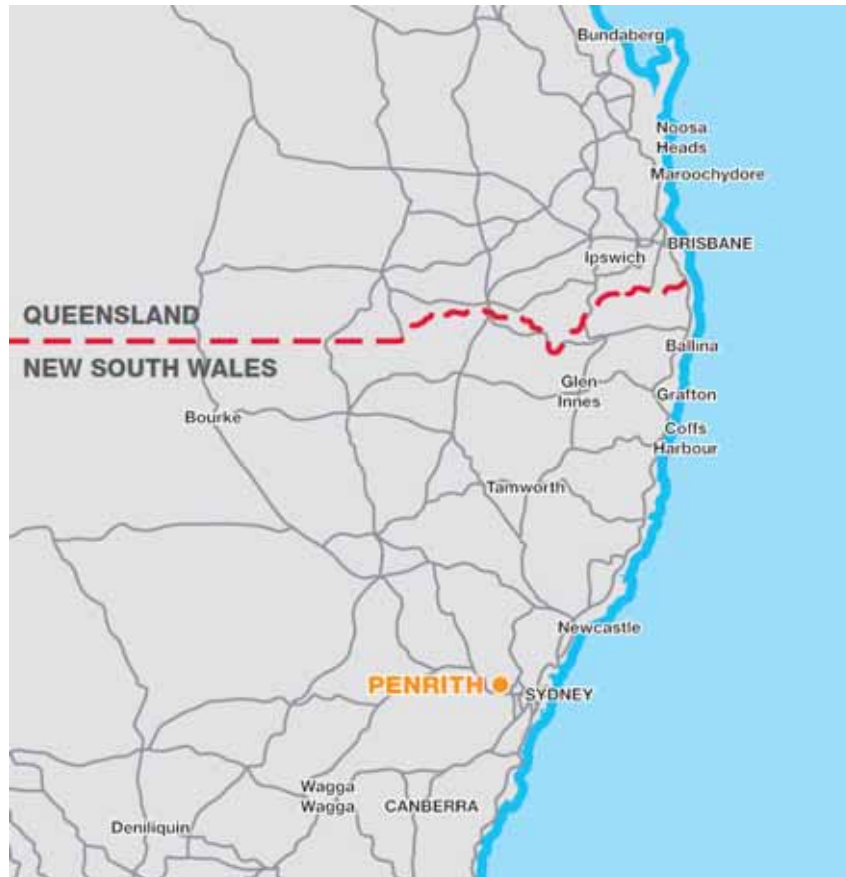 Bundaberg
Noosa
Heads
Maroochydore
BRISBANE
Ipswich
QUEENSLAND
NEW SOUTH WALES
Ballina
Glen
Innes
Grafton
Bourke
Coffs
Harbour
Tamworth
Newcastle
PENRITH
SYDNEY
Wagga
Wagga
CANBERRA
Deniliquin